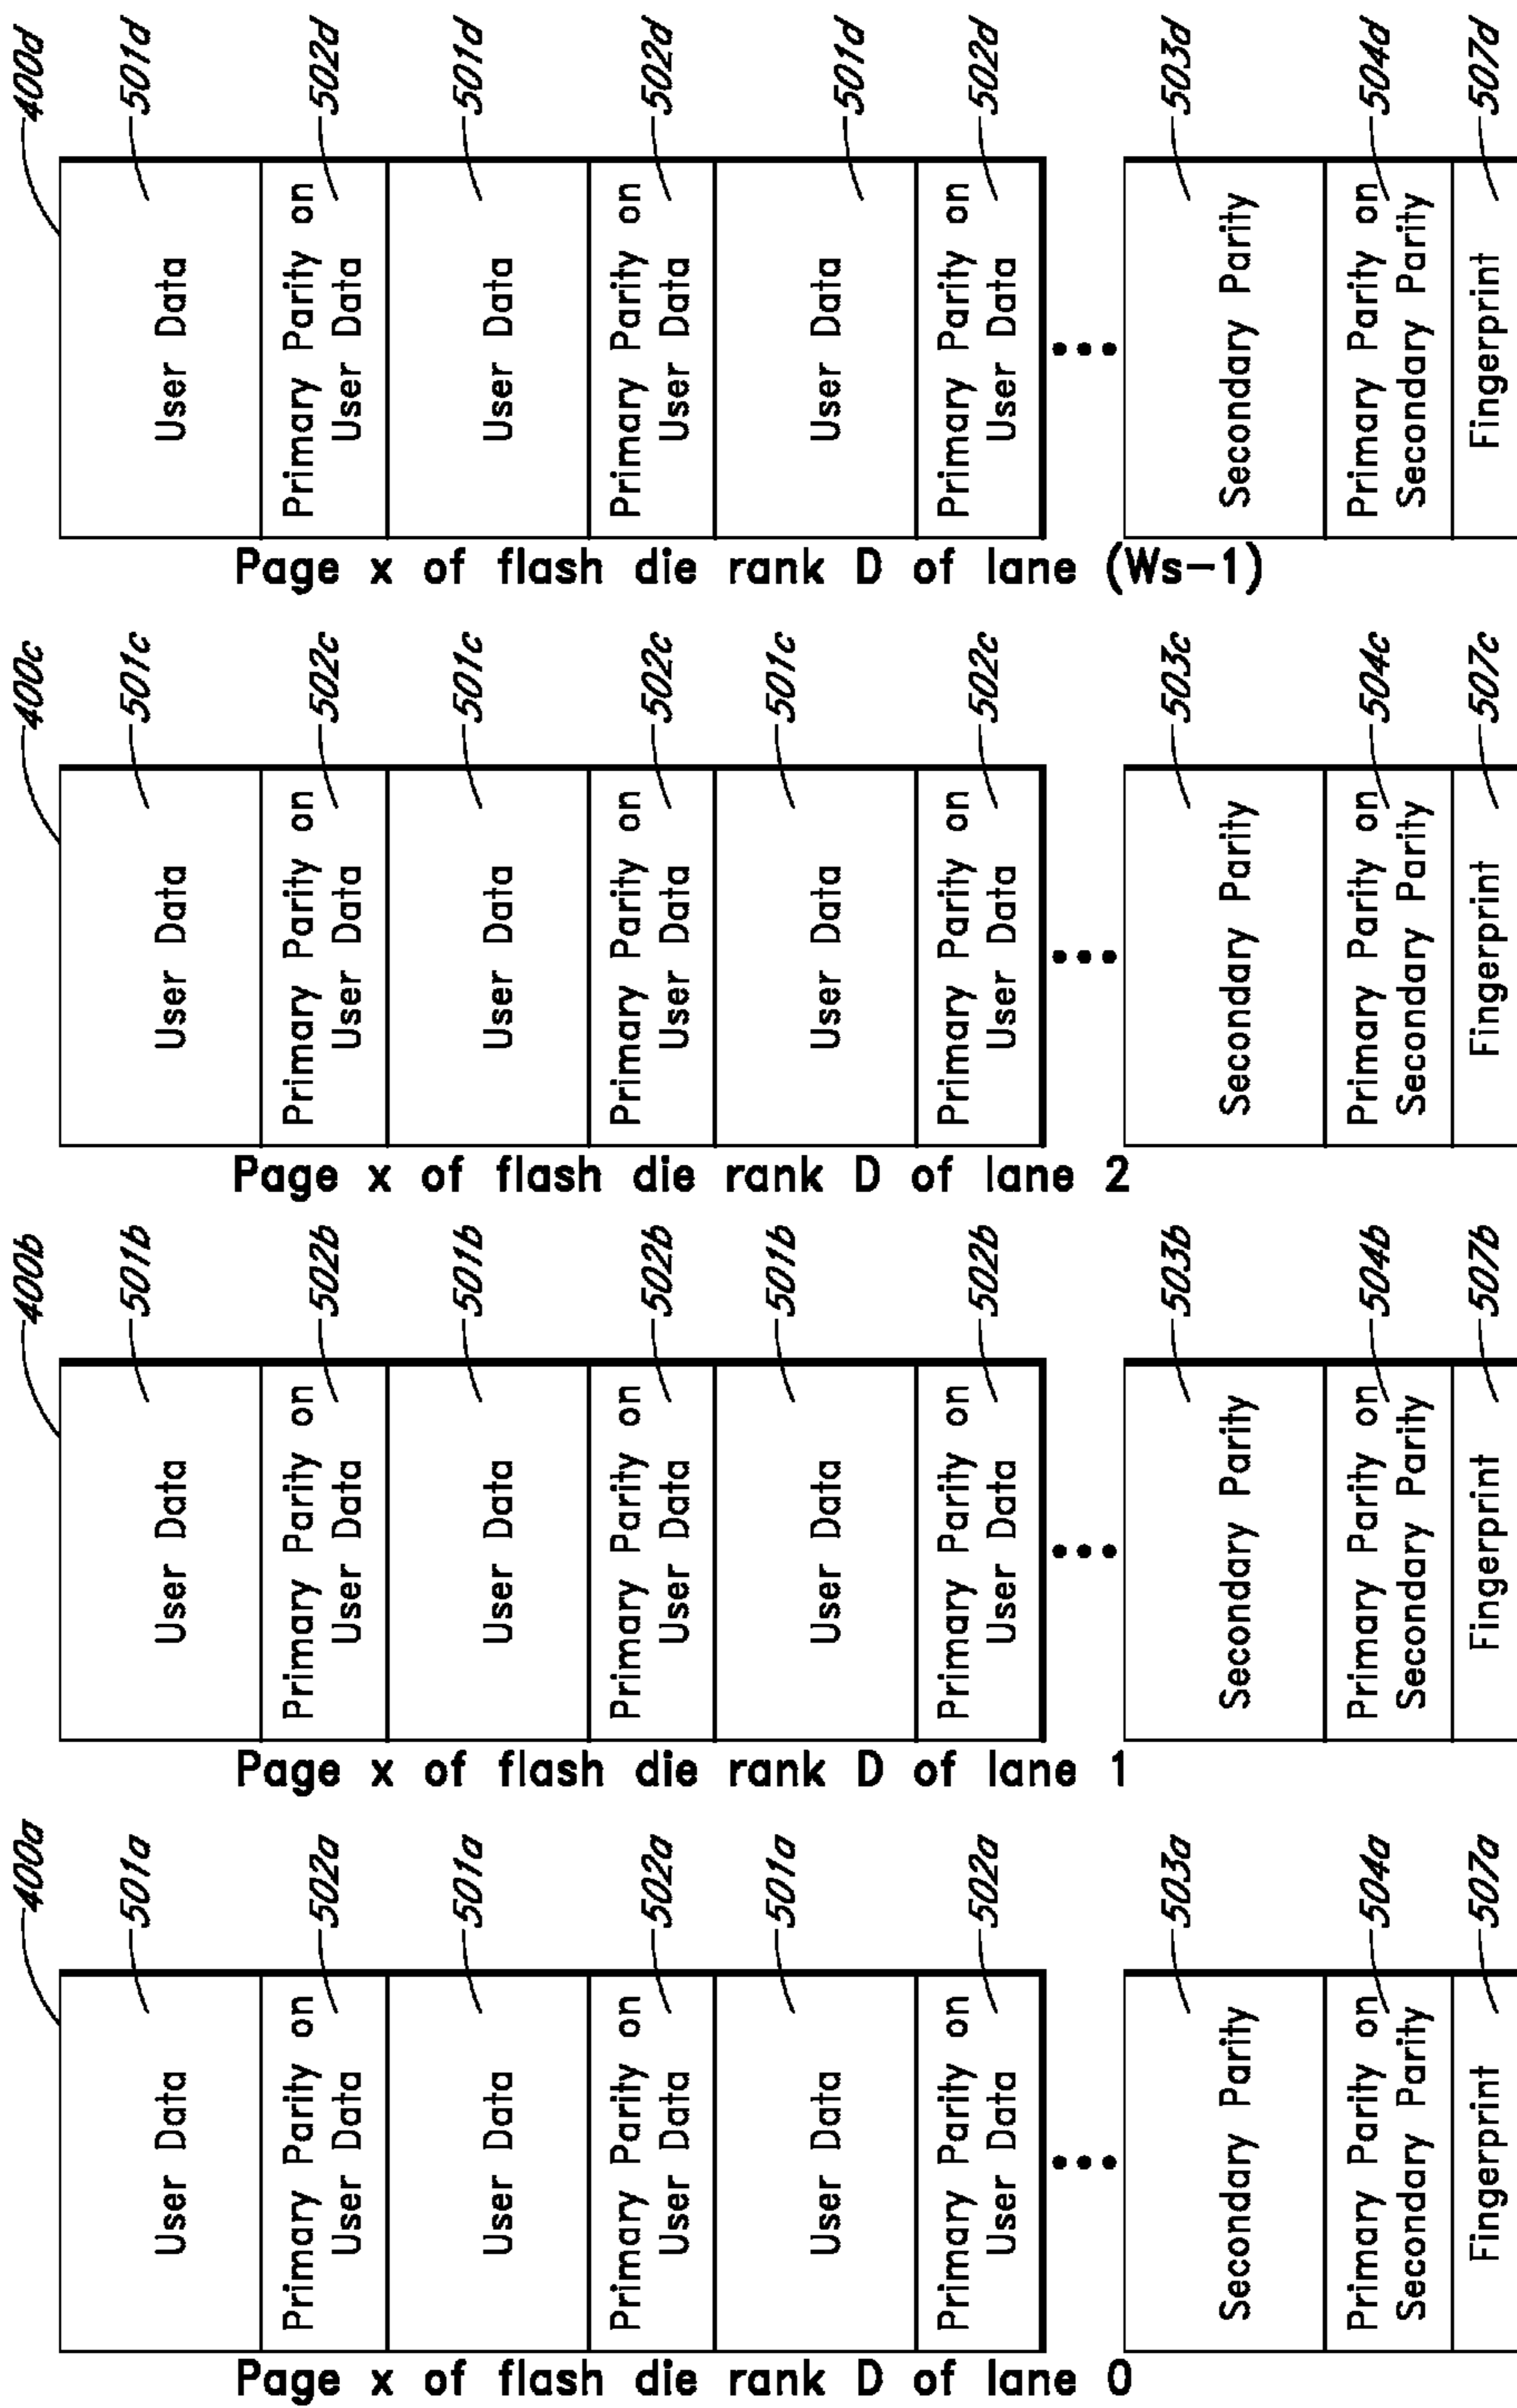 400a
Page x of flash die rank D of lane 0
User Data
501a
Primary Parity on
User Data
502a
User Data
501a
Primary Parity on
User Data
502a
User Data
501a
Primary Parity on
User Data
502a
Secondary Parity
503a
Primary Parity on
Secondary Parity
504a
Fingerprint
507a
400b
Page x of flash die rank D of lane 1
User Data
501b
Primary Parity on
User Data
502b
User Data
501b
Primary Parity on
User Data
502b
User Data
501b
Primary Parity on
User Data
502b
Secondary Parity
503b
Primary Parity on
Secondary Parity
504b
Fingerprint
507b
400c
Page x of flash die rank D of lane 2
User Data
501c
Primary Parity on
User Data
502c
User Data
501c
Primary Parity on
User Data
502c
User Data
501c
Primary Parity on
User Data
502c
Secondary Parity
503c
Primary Parity on
Secondary Parity
504c
Fingerprint
507c
400d
Page x of flash die rank D of lane (Ws-1)
User Data
501d
Primary Parity on
User Data
502d
User Data
501d
Primary Parity on
User Data
502d
User Data
501d
Primary Parity on
User Data
502d
Secondary Parity
503d
Primary Parity on
Secondary Parity
504d
Fingerprint
507d